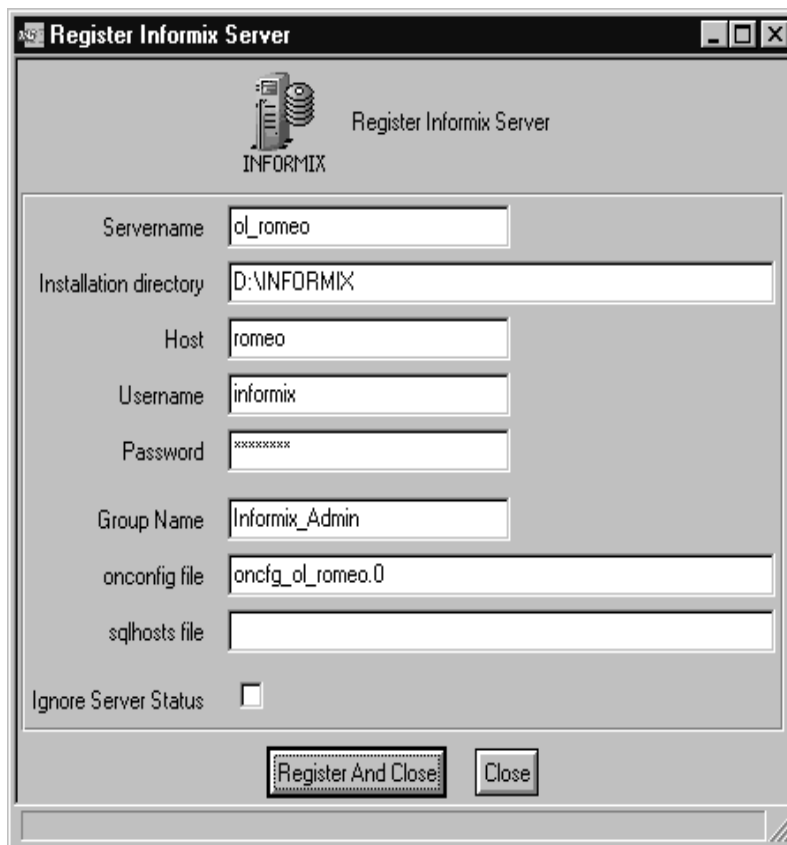 Register Informix Server
Register Informix Server
INFORMIX
Servername ol_romeo
Installation directory D:\INFORMIX
Host romeo
Username informix
Password ********
Group Name Informix_Admin
onconfig file oncfg_ol_romeo.0
sqlhosts file
Ignore Server Status
Register And Close Close